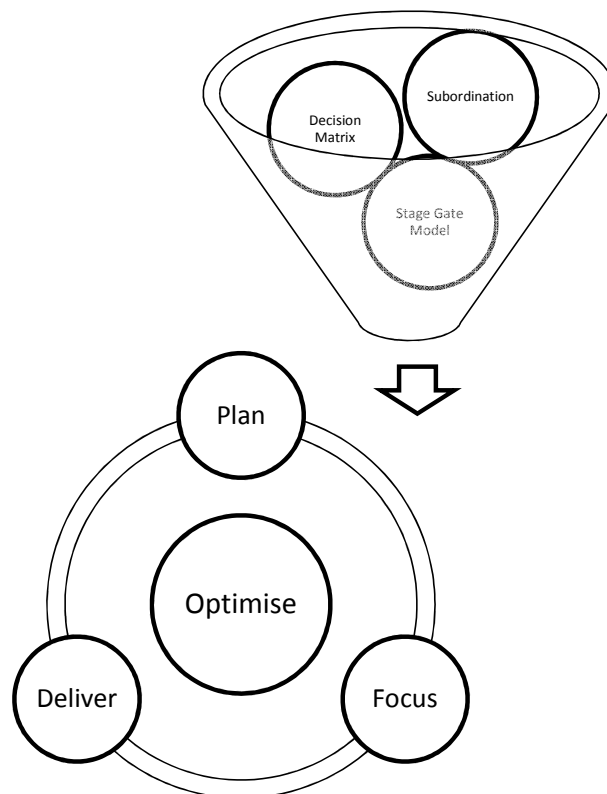 Subordination
Decision
Matrix
Stage Gate
Model
Plan
Optimise
Deliver
Focus